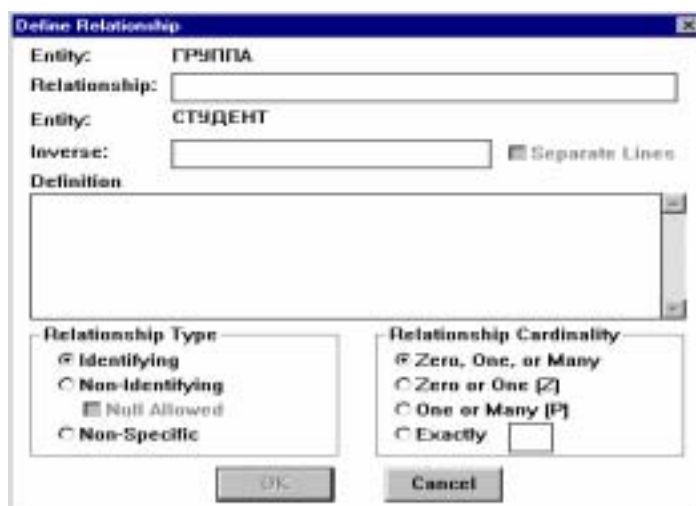 Define Relationship
Entity: ГРУППА
Relationship:
Entity: СТУДЕНТ
Inverse: Separate Lines
Definition
Relationship Type
Identifying
Non-Identifying
Null Allowed
Non-Specific
Relationship Cardinality
Zero, One, or Many
Zero or One (Z)
One or Many (P)
Exactly
OK
Cancel